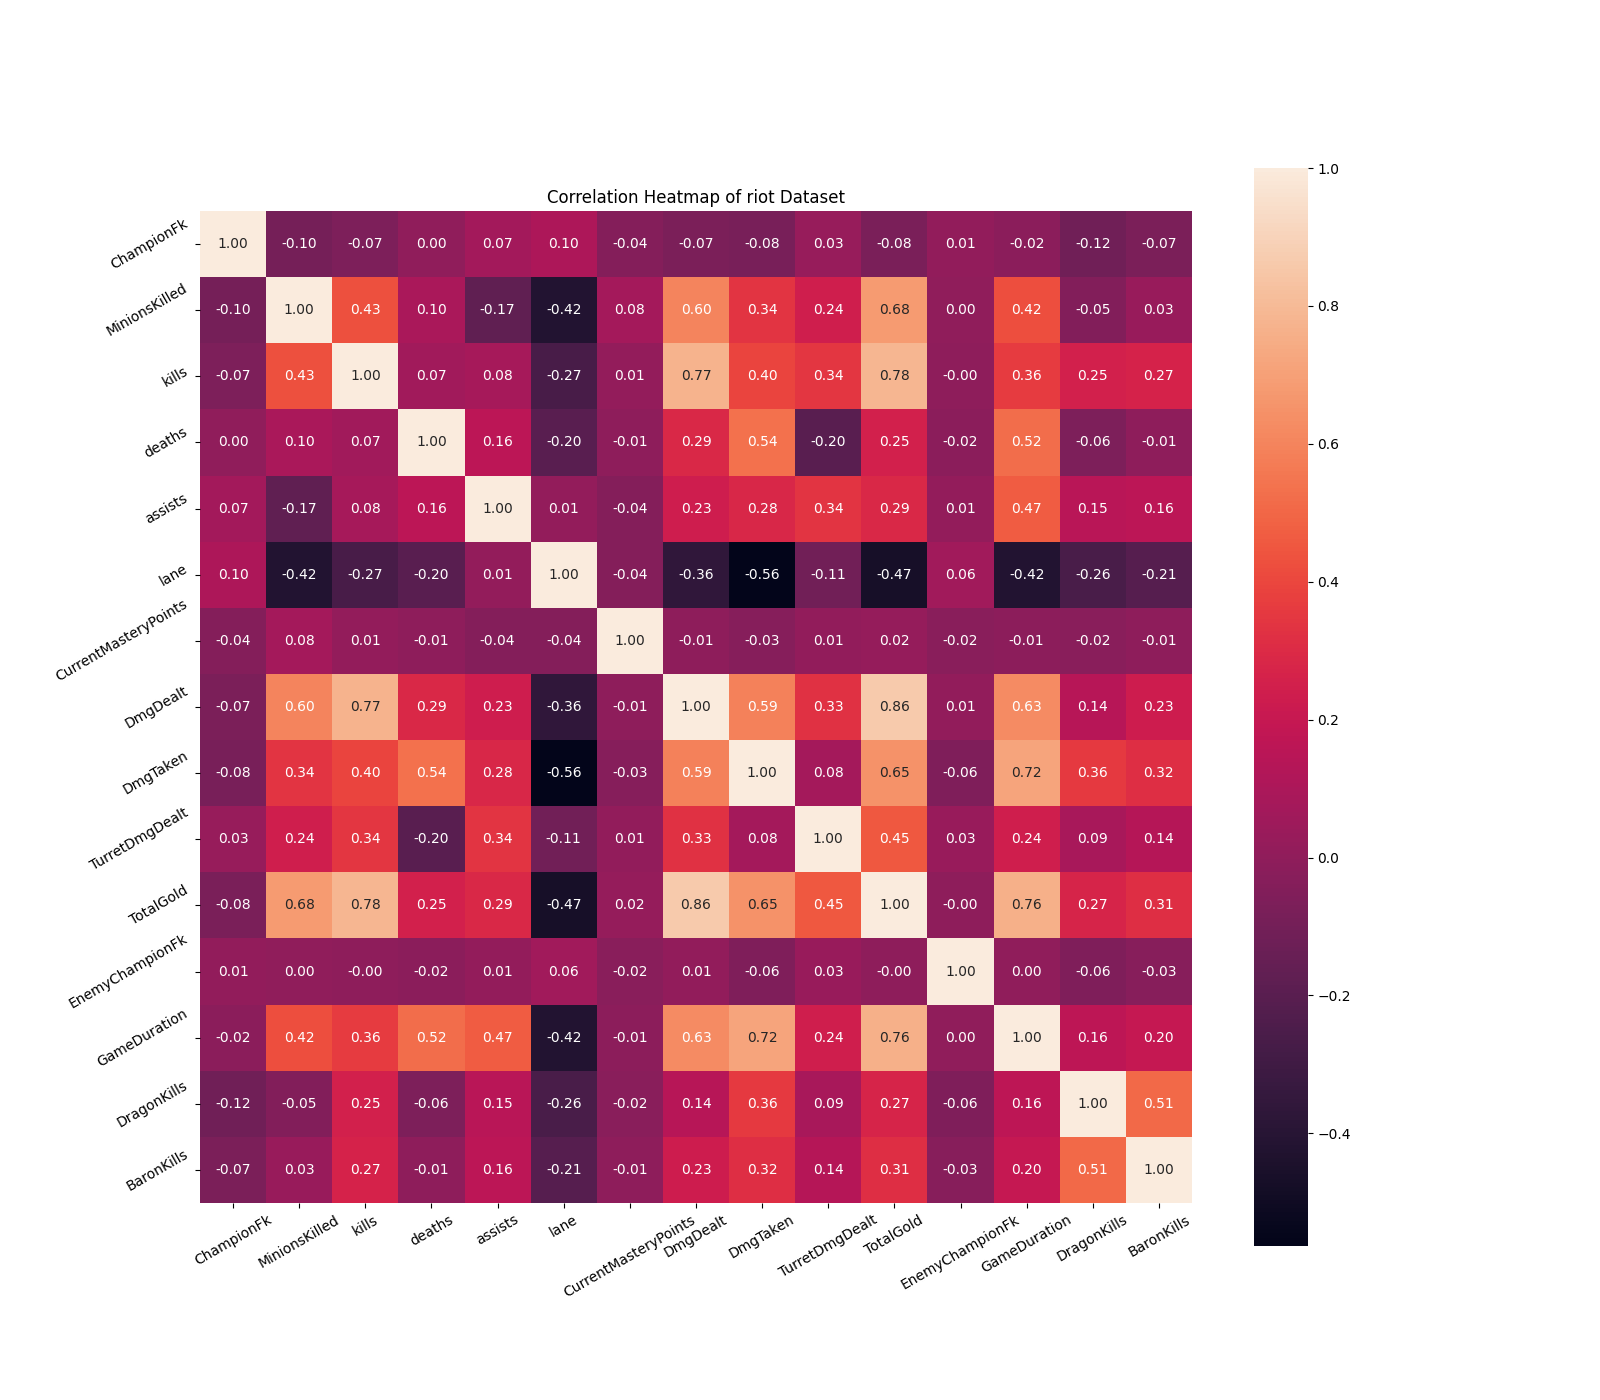 Correlation Heatmap of riot Dataset
ChampionFk 1.00 -0.10 -0.07 0.00 0.07 0.10 -0.04 -0.07 -0.08 0.03 -0.08 0.01 -0.02 -0.12 -0.07
MinionsKilled -0.10 1.00 0.43 0.10 -0.17 -0.42 0.08 0.60 0.34 0.24 0.68 0.00 0.42 -0.05 0.03
kills -0.07 0.43 1.00 0.07 0.08 -0.27 0.01 0.77 0.40 0.34 0.78 -0.00 0.36 0.25 0.27
deaths 0.00 0.10 0.07 1.00 0.16 -0.20 -0.01 0.29 0.54 -0.20 0.25 -0.02 0.52 -0.06 -0.01
assists 0.07 -0.17 0.08 0.16 1.00 0.01 -0.04 0.23 0.28 0.34 0.29 0.01 0.47 0.15 0.16
lane 0.10 -0.42 -0.27 -0.20 0.01 1.00 -0.04 -0.36 -0.56 -0.11 -0.47 0.06 -0.42 -0.26 -0.21
CurrentMasteryPoints -0.04 0.08 0.01 -0.01 -0.04 -0.04 1.00 -0.01 -0.03 0.01 0.02 -0.02 -0.01 -0.02 -0.01
DmgDealt -0.07 0.60 0.77 0.29 0.23 -0.36 -0.01 1.00 0.59 0.33 0.86 0.01 0.63 0.14 0.23
DmgTaken -0.08 0.34 0.40 0.54 0.28 -0.56 -0.03 0.59 1.00 0.08 0.65 -0.06 0.72 0.36 0.32
TurretDmgDealt 0.03 0.24 0.34 -0.20 0.34 -0.11 0.01 0.33 0.08 1.00 0.45 0.03 0.24 0.09 0.14
TotalGold -0.08 0.68 0.78 0.25 0.29 -0.47 0.02 0.86 0.65 0.45 1.00 -0.00 0.76 0.27 0.31
EnemyChampionFk 0.01 0.00 -0.00 -0.02 0.01 0.06 -0.02 0.01 -0.06 0.03 -0.00 1.00 0.00 -0.06 -0.03
GameDuration -0.02 0.42 0.36 0.52 0.47 -0.42 -0.01 0.63 0.72 0.24 0.76 0.00 1.00 0.16 0.20
DragonKills -0.12 -0.05 0.25 -0.06 0.15 -0.26 -0.02 0.14 0.36 0.09 0.27 -0.06 0.16 1.00 0.51
BaronKills -0.07 0.03 0.27 -0.01 0.16 -0.21 -0.01 0.23 0.32 0.14 0.31 -0.03 0.20 0.51 1.00
ChampionFk MinionsKilled kills deaths assists lane CurrentMasteryPoints DmgDealt DmgTaken TurretDmgDealt TotalGold EnemyChampionFk GameDuration DragonKills BaronKills
1.0
0.8
0.6
0.4
0.2
0.0
−0.2
−0.4